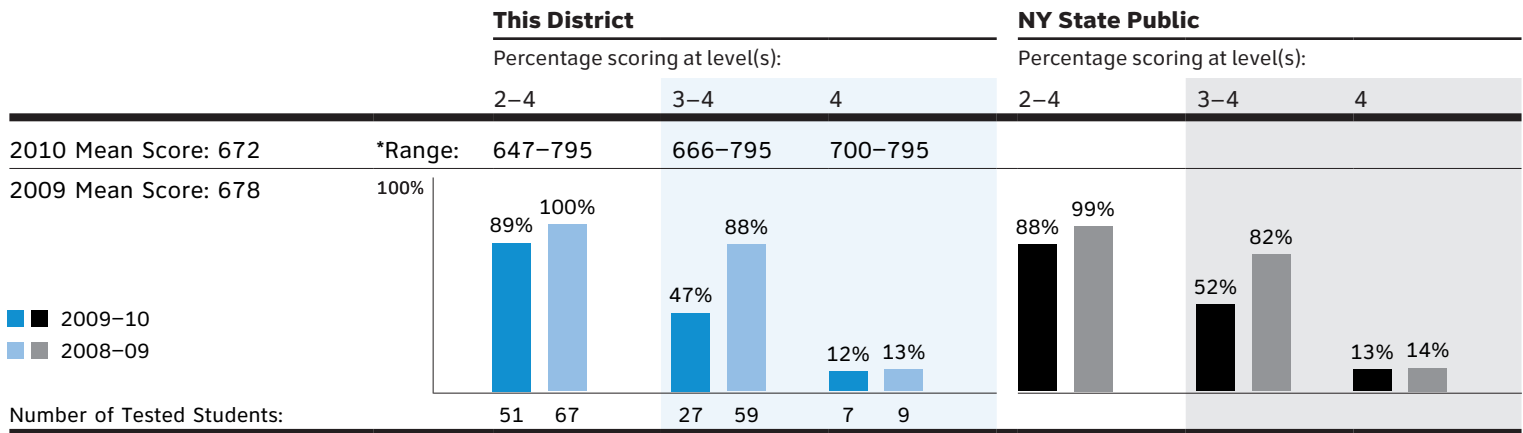 This District NY State Public
Percentage scoring at level(s): Percentage scoring at level(s):
2–4 3–4 4 2–4 3–4 4
2010 Mean Score: 672 *Range: 647–795 666–795 700–795
2009 Mean Score: 678 100%
89% 100% 47% 88% 12% 13% 88% 99% 52% 82% 13% 14%
2009–10
2008–09
Number of Tested Students: 51 67 27 59 7 9